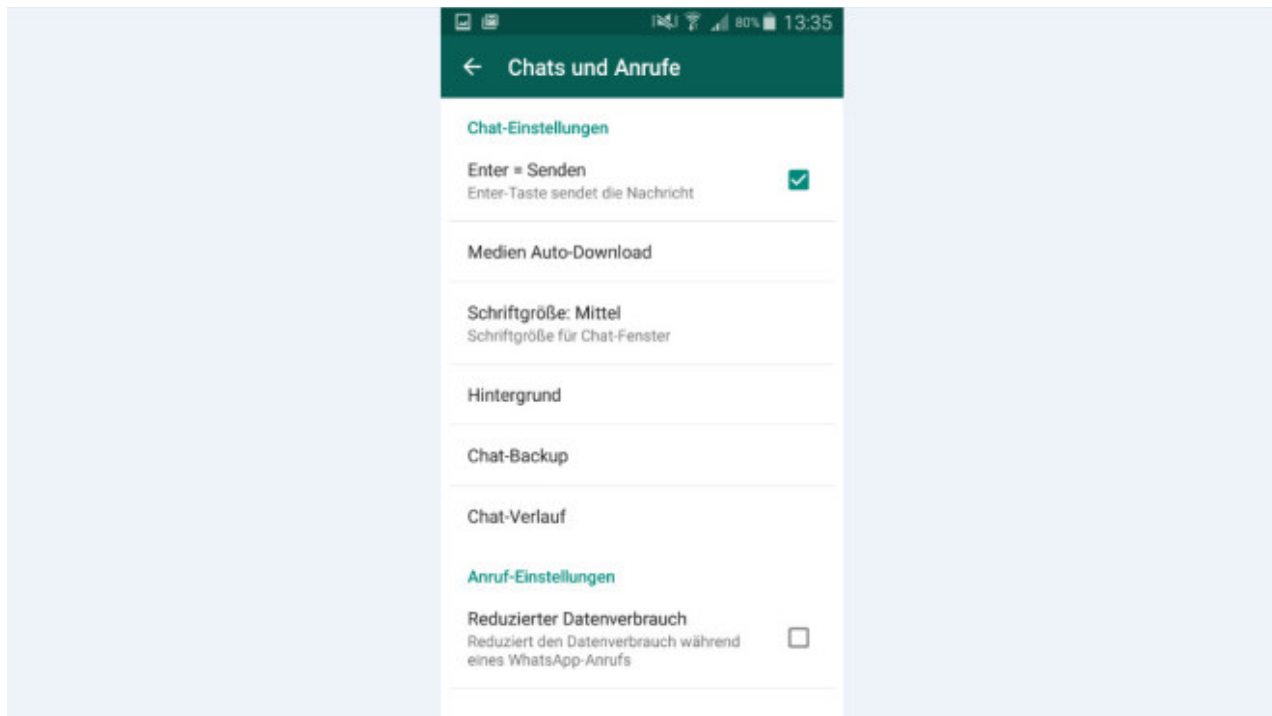 80% 13:35
Chats und Anrufe
Chat-Einstellungen
Enter = Senden
Enter-Taste sendet die Nachricht
Medien Auto-Download
Schriftgröße: Mittel
Schriftgröße für Chat-Fenster
Hintergrund
Chat-Backup
Chat-Verlauf
Anruf-Einstellungen
Reduzierter Datenverbrauch
Reduziert den Datenverbrauch während
eines WhatsApp-Anrufs